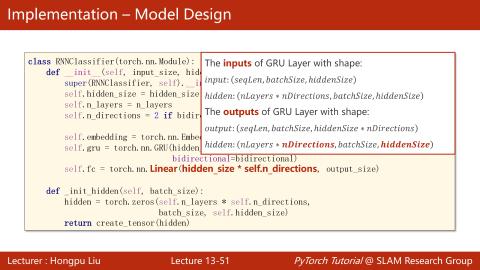 Implementation – Model Design
class RNNClassifier(torch.nn.Module):
def __init__(self, input_size, hid
super(RNNClassifier, self).__i
self.hidden_size = hidden_size
self.n_layers = n_layers
self.n_directions = 2 if bidir
self.embedding = torch.nn.Embe
self.gru = torch.nn.GRU(hidden_
bidirectional=bidirectional)
self.fc = torch.nn.Linear(hidden_size * self.n_directions, output_size)
def _init_hidden(self, batch_size):
hidden = torch.zeros(self.n_layers * self.n_directions,
batch_size, self.hidden_size)
return create_tensor(hidden)
The inputs of GRU Layer with shape:
input: (seqLen, batchSize, hiddenSize)
hidden: (nLayers * nDirections, batchSize, hiddenSize)
The outputs of GRU Layer with shape:
output: (seqLen, batchSize, hiddenSize * nDirections)
hidden: (nLayers * nDirections, batchSize, hiddenSize)
Lecturer : Hongpu Liu
Lecture 13-51
PyTorch Tutorial @ SLAM Research Group